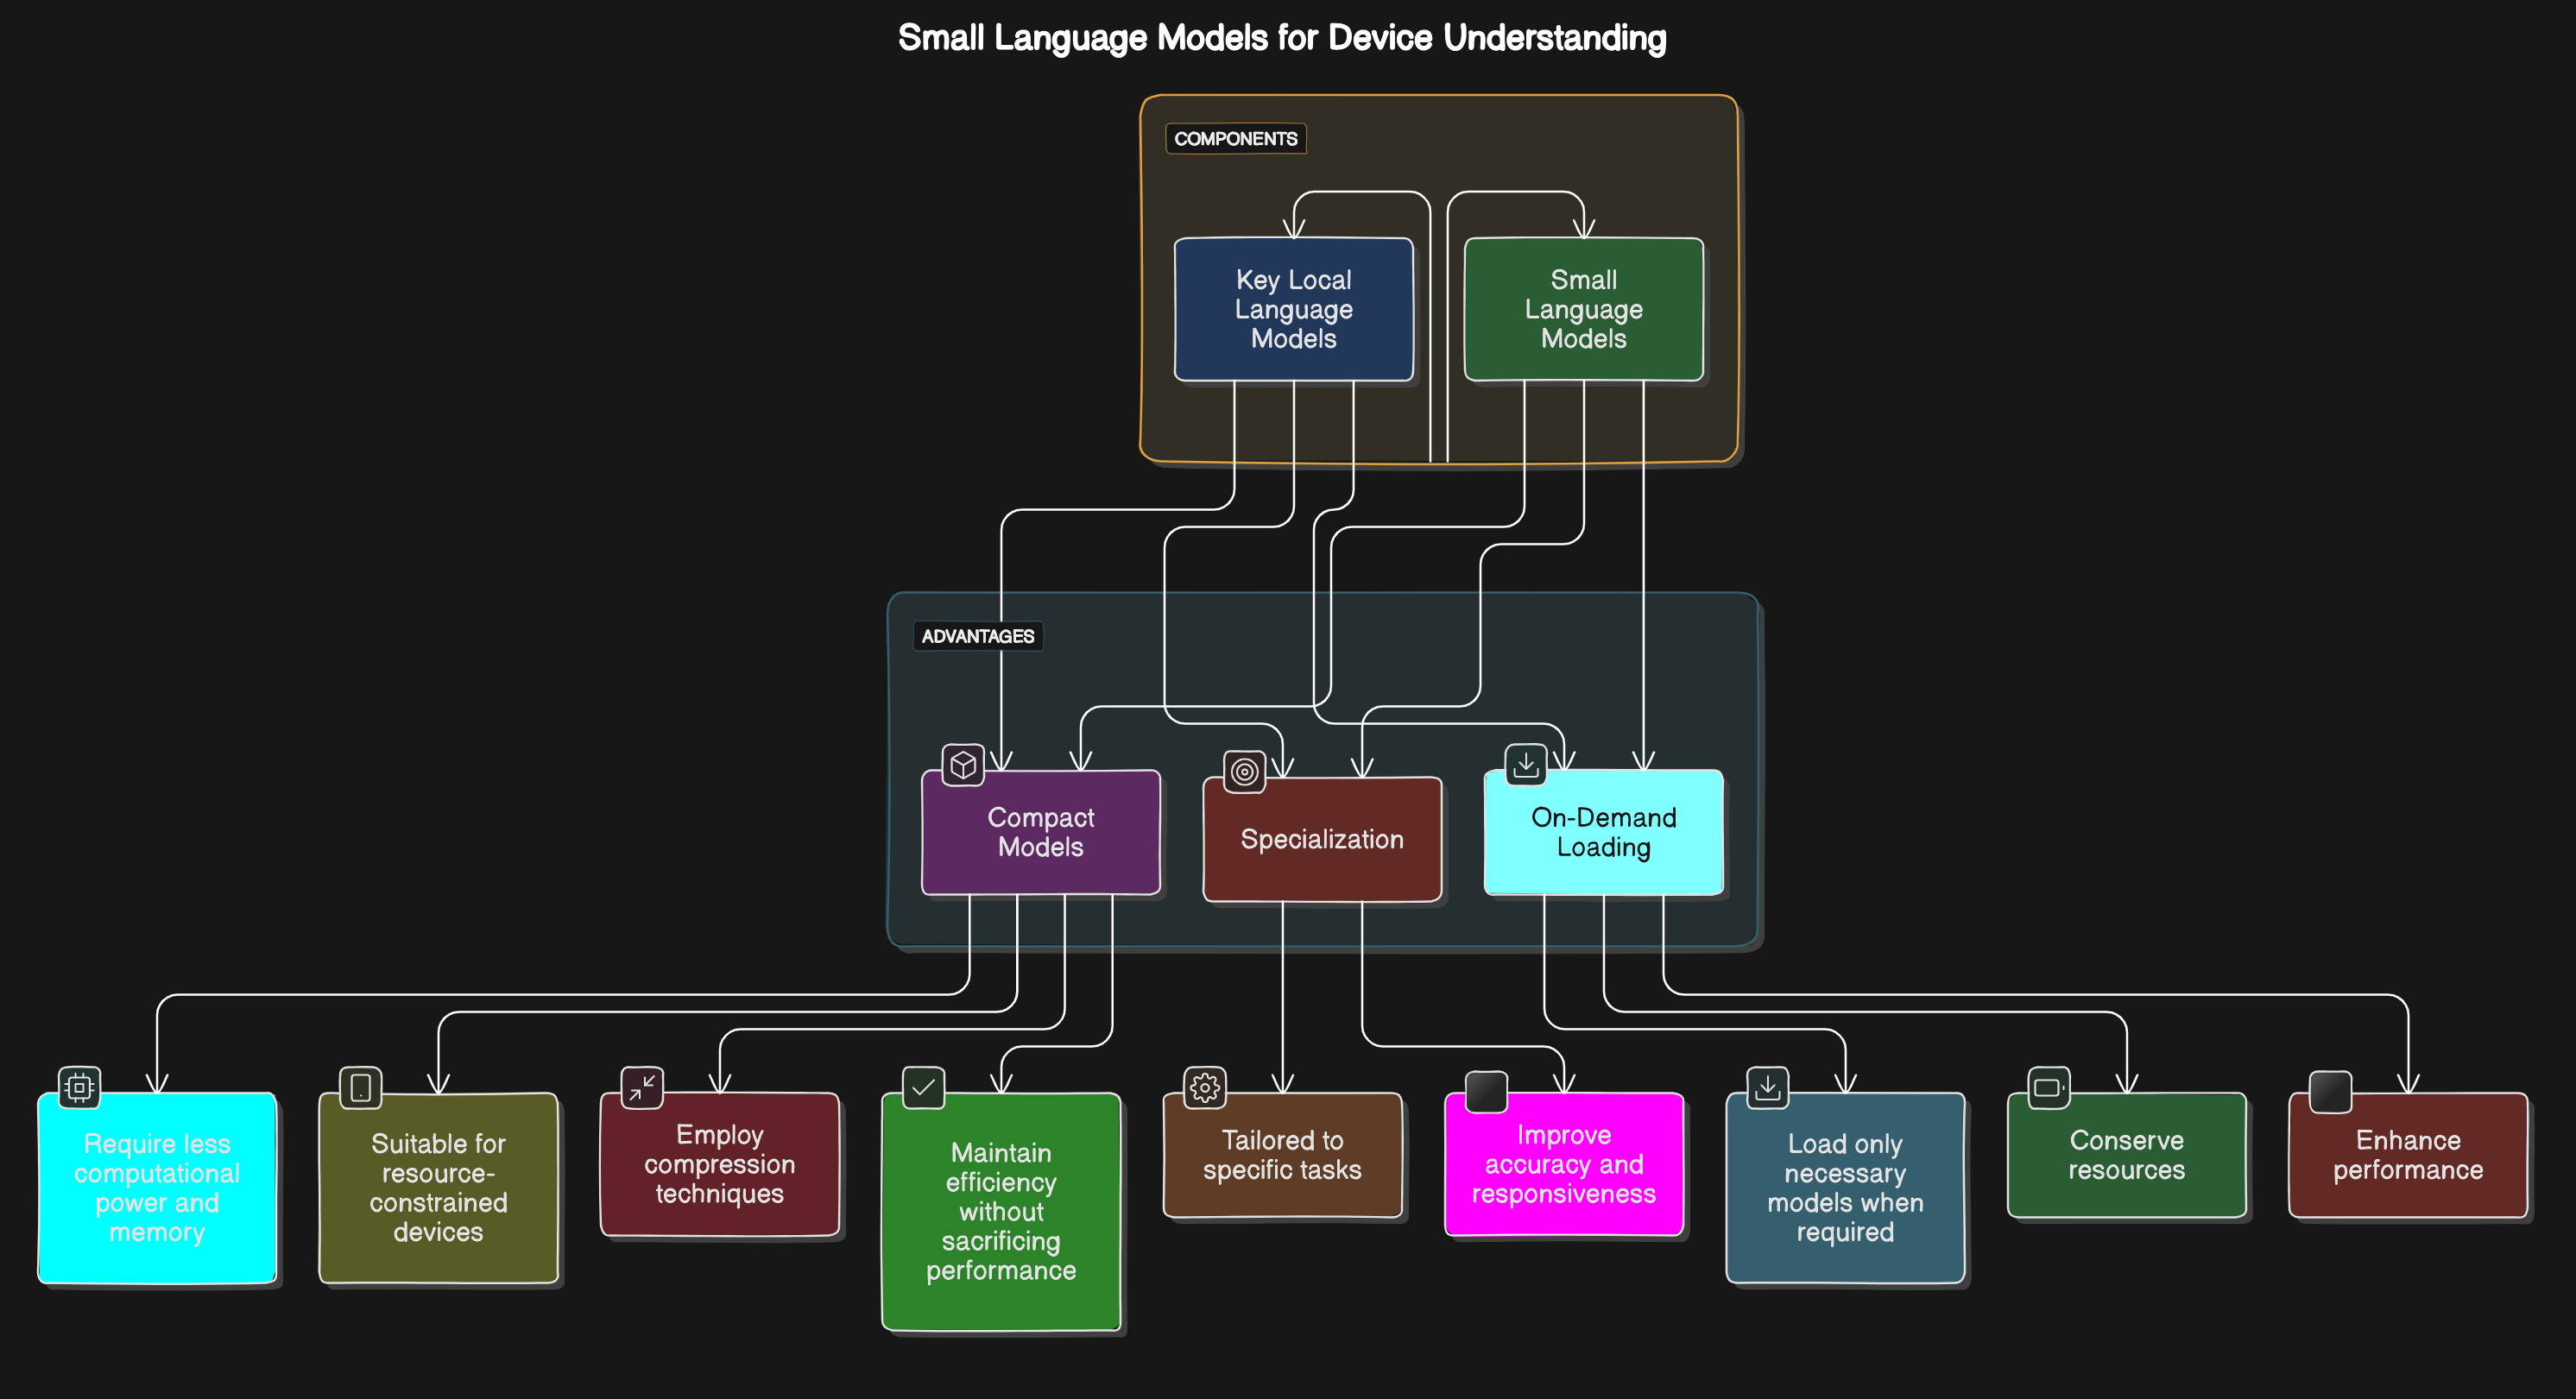 Small Language Models for Device Understanding
COMPONENTS
Key Local
Language
Models
Small
Language
Models
ADVANTAGES
Compact
Models
Specialization
On-Demand
Loading
Require less
computational
power and
memory
Suitable for
resource-
constrained
devices
Employ
compression
techniques
Maintain
efficiency
without
sacrificing
performance
Tailored to
specific tasks
Improve
accuracy and
responsiveness
Load only
necessary
models when
required
Conserve
resources
Enhance
performance